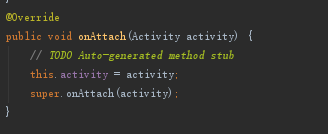 @Override
public void onAttach(Activity activity) {
// TODO Auto-generated method stub
this.activity = activity;
super.onAttach(activity);
}